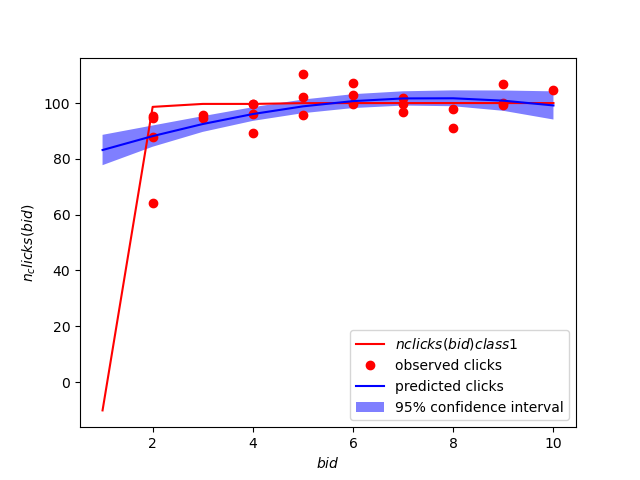 100
80
60
40
20
0
n_clicks(bid)
nclicks(bid)class1
observed clicks
predicted clicks
95% confidence interval
2 4 6 8 10
bid